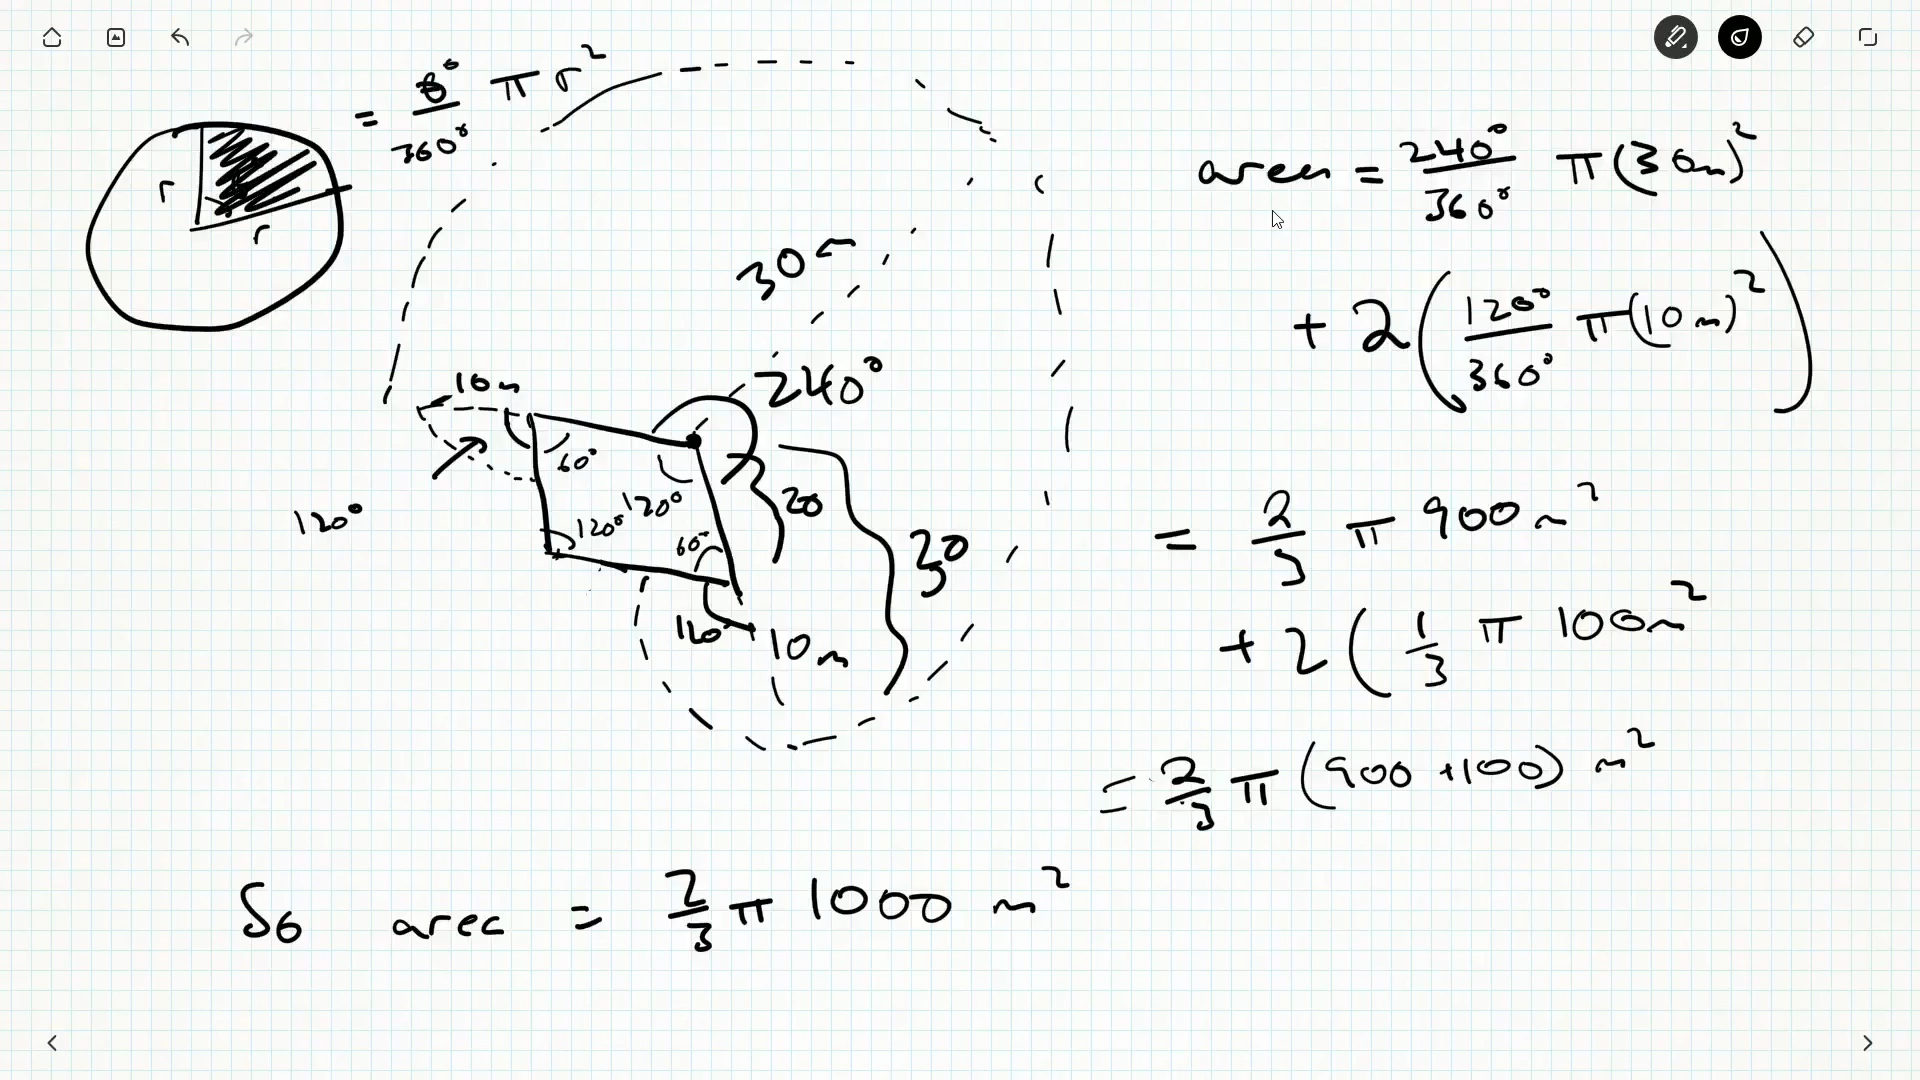 = θ°/360° π r²
r
r
30m
10m
240°
60°
120°
120°
60°
20
30
120°
120°
10m
area = 240°/360° π(30m)²
+ 2(120°/360° π(10m)²)
= 2/3 π 900m²
+ 2(1/3 π 100m²
= 2/3 π (900+100) m²
So area = 2/3 π 1000 m²